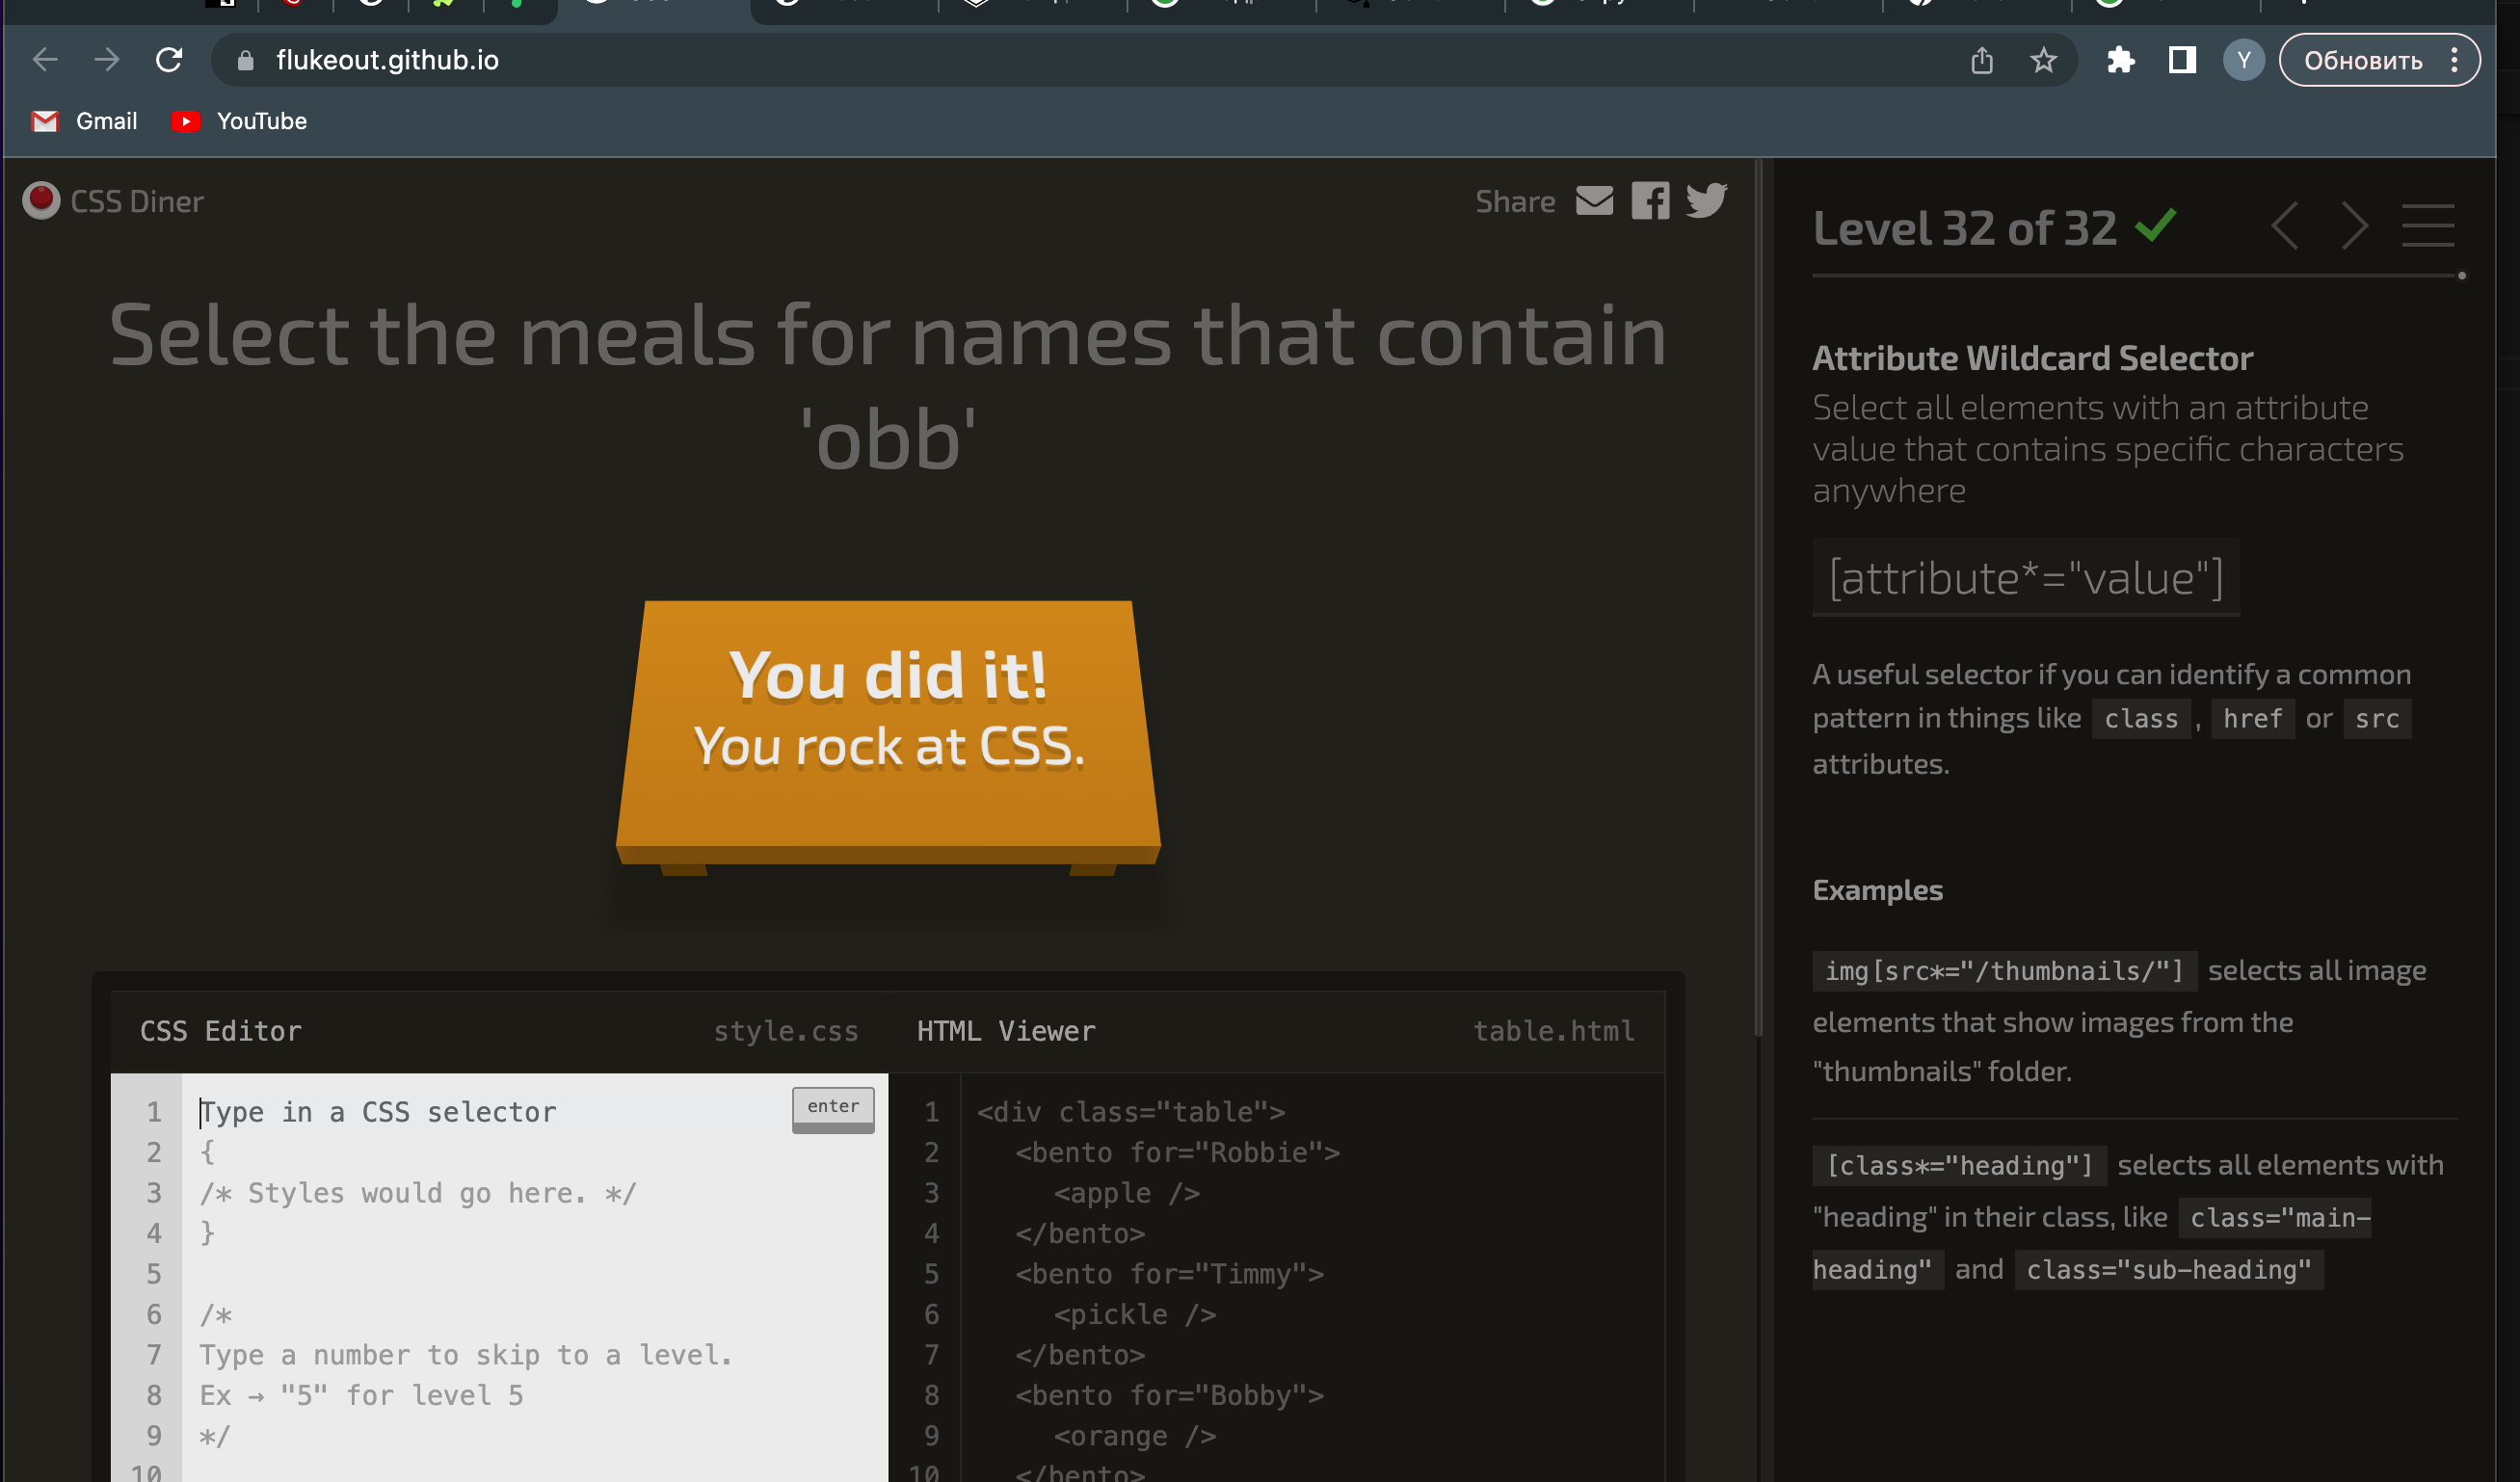 flukeout.github.io
Y
Обновить
Gmail
YouTube
CSS Diner
Share
Select the meals for names that contain
'obb'
You did it!
You rock at CSS.
CSS Editor
style.css
HTML Viewer
table.html
1 Type in a CSS selector
enter
2 {
3 /* Styles would go here. */
4 }
5
6 /*
7 Type a number to skip to a level.
8 Ex → "5" for level 5
9 */
10
1 <div class="table">
2 <bento for="Robbie">
3 <apple />
4 </bento>
5 <bento for="Timmy">
6 <pickle />
7 </bento>
8 <bento for="Bobby">
9 <orange />
10 </bento>
Level 32 of 32
Attribute Wildcard Selector
Select all elements with an attribute
value that contains specific characters
anywhere
[attribute*="value"]
A useful selector if you can identify a common
pattern in things like class , href or src
attributes.
Examples
img[src*="/thumbnails/"] selects all image
elements that show images from the
"thumbnails" folder.
[class*="heading"] selects all elements with
"heading" in their class, like class="main-
heading" and class="sub-heading"